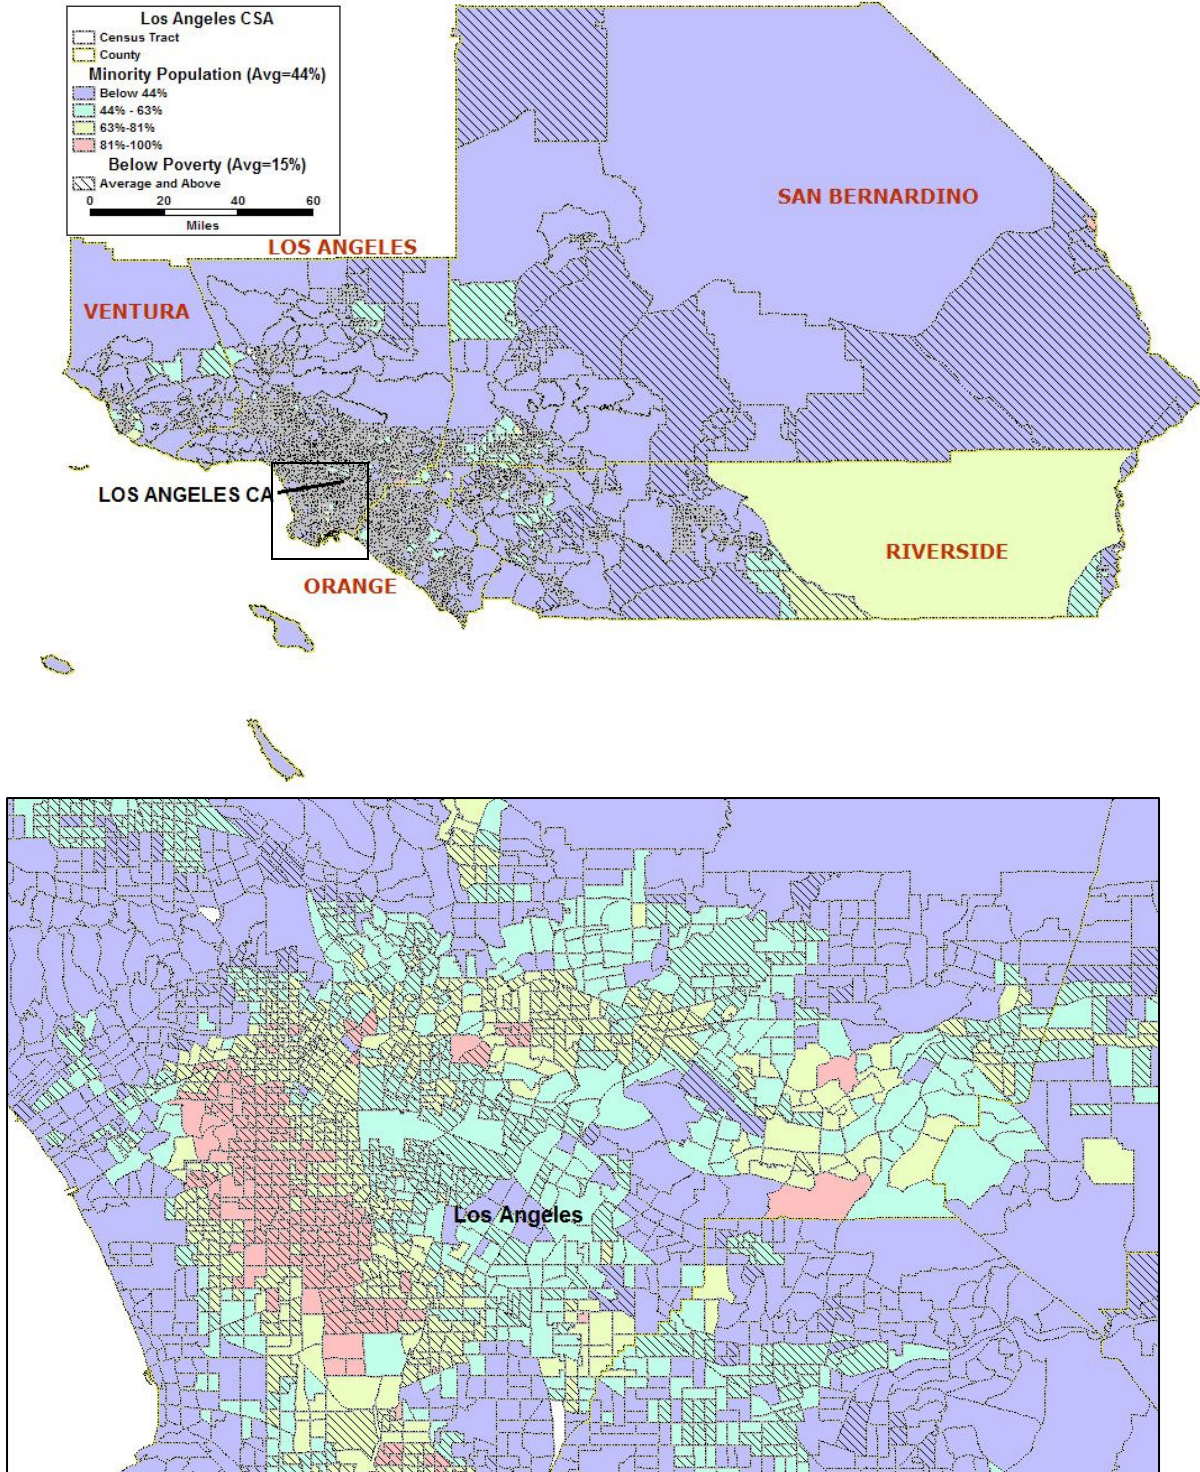 Los Angeles CSA
Census Tract
County
Minority Population (Avg=44%)
Below 44%
44% - 63%
63%-81%
81%-100%
Below Poverty (Avg=15%)
Average and Above
0 20 40 60
Miles
SAN BERNARDINO
LOS ANGELES
VENTURA
LOS ANGELES CA
RIVERSIDE
ORANGE
Los Angeles